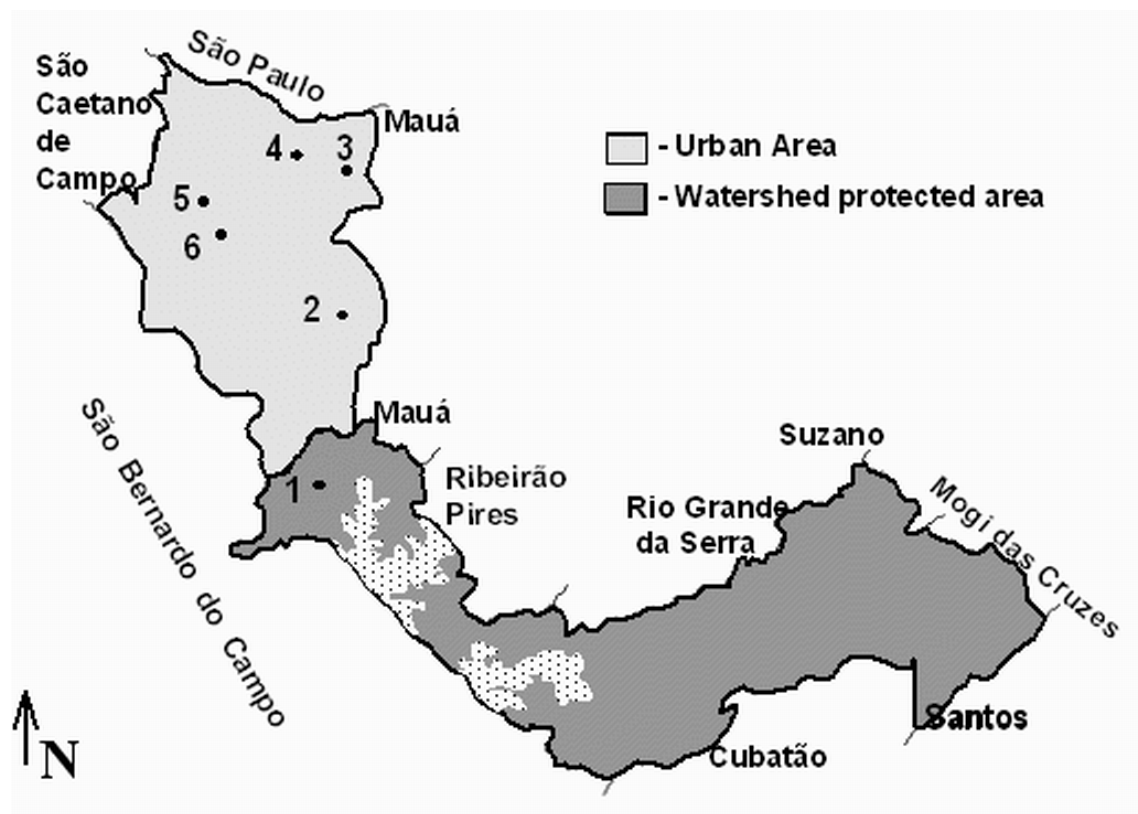 São Paulo
São
Caetano
de
Campo
Mauá
4
3
5
6
2
- Urban Area
- Watershed protected area
Mauá
São Bernardo do Campo
1
Ribeirão
Pires
Suzano
Rio Grande
da Serra
Mogi das Cruzes
Santos
Cubatão
N